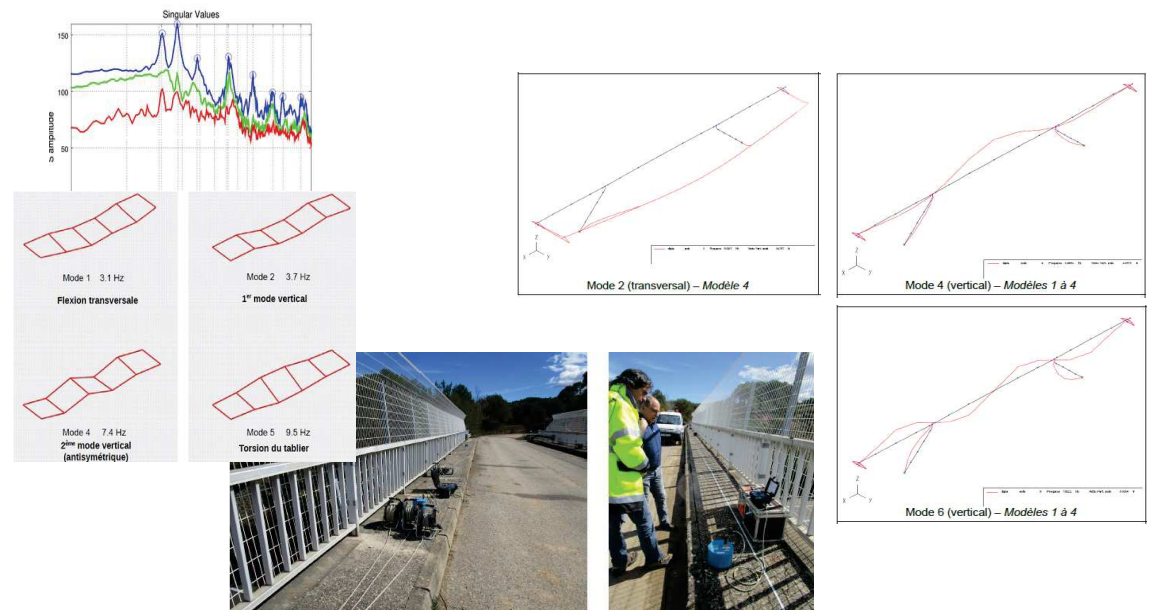 Singular Values
150
100
50
S amplitude
Mode 1 3.1 Hz
Flexion transversale
Mode 2 3.7 Hz
1er mode vertical
Mode 4 7.4 Hz
2ème mode vertical
(antisymétrique)
Mode 5 9.5 Hz
Torsion du tablier
Z
X Y
Mode 2 (transversal) – Modèle 4
Z
X Y
Mode 4 (vertical) – Modèles 1 à 4
Z
X Y
Mode 6 (vertical) – Modèles 1 à 4